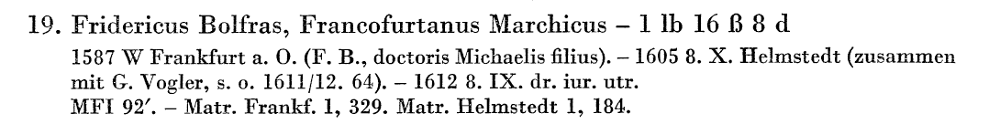 19. Fridericus Bolfras, Francofurtanus Marchicus – 1 lb 16 ß 8 d
1587 W Frankfurt a. O. (F. B., doctoris Michaelis filius). – 1605 8. X. Helmstedt (zusammen
mit G. Vogler, s. o. 1611/12. 64). – 1612 8. IX. dr. iur. utr.
MFI 92′. – Matr. Frankf. 1, 329. Matr. Helmstedt 1, 184.